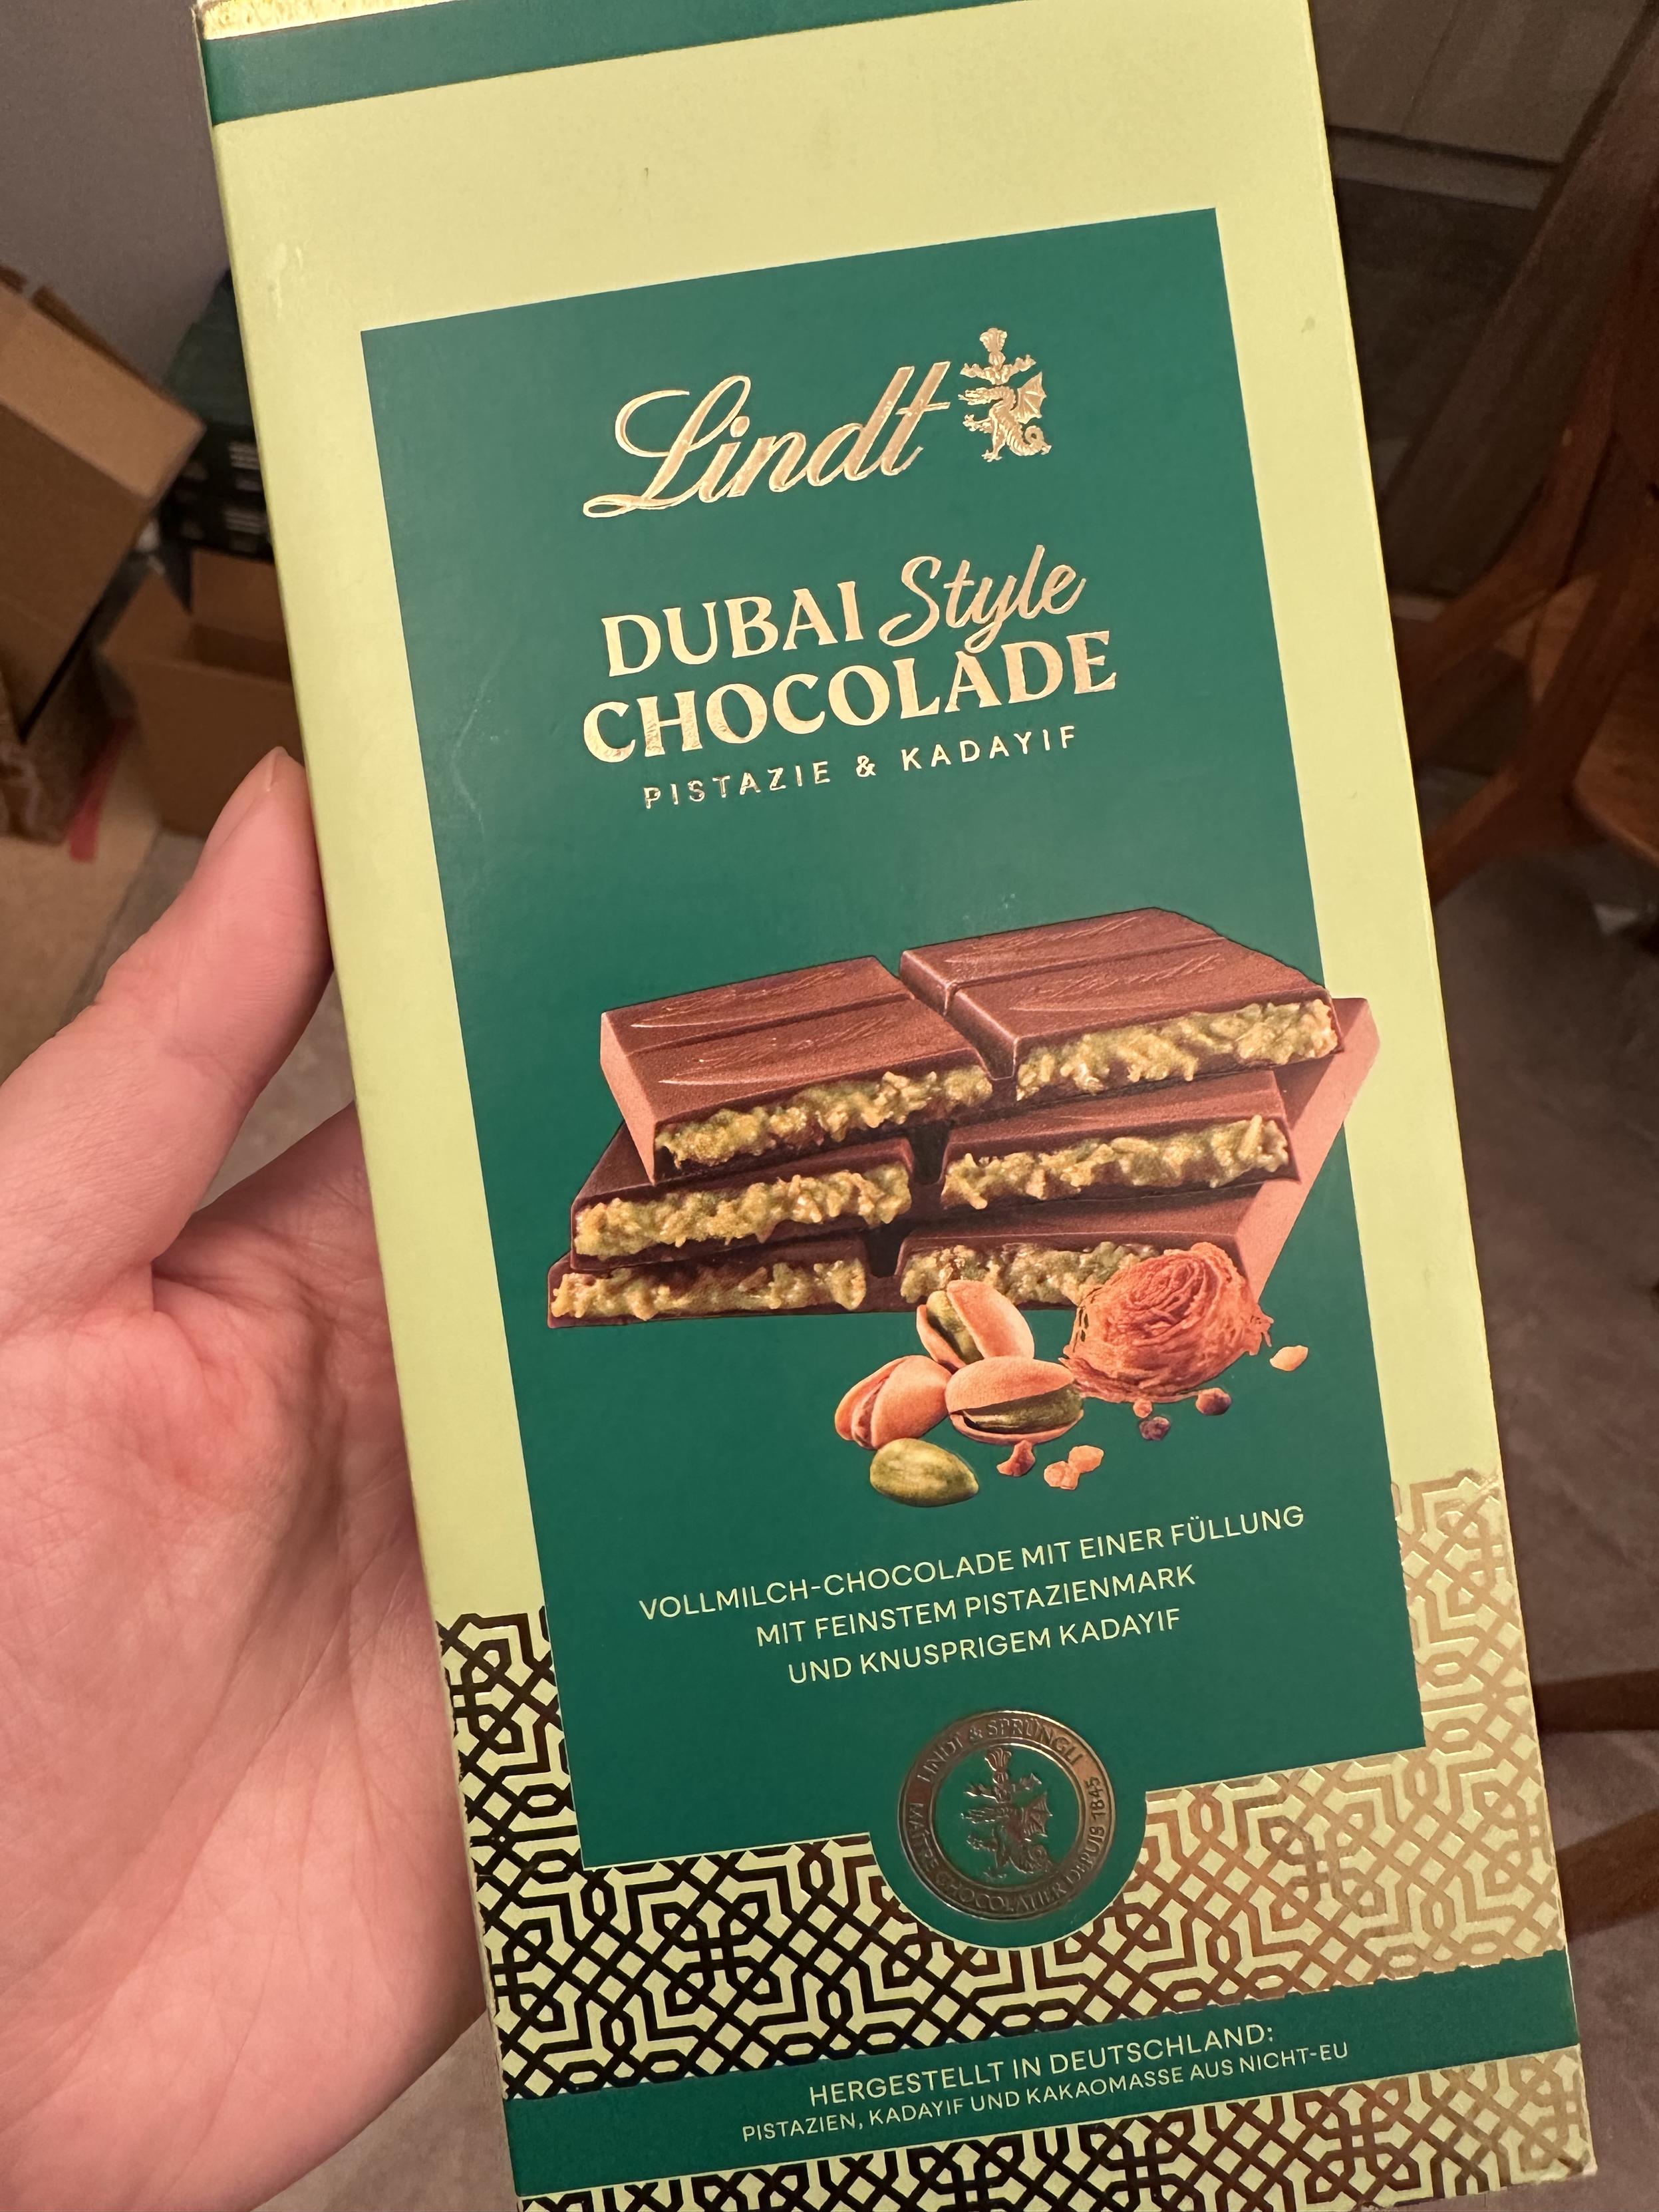 Lindt
DUBAI Style
CHOCOLADE
PISTAZIE & KADAYIF
VOLLMILCH-CHOCOLADE MIT EINER FÜLLUNG
MIT FEINSTEM PISTAZIENMARK
UND KNUSPRIGEM KADAYIF
LINDT & SPRÜNGLI
MAÎTRE CHOCOLATIER DEPUIS 1845
HERGESTELLT IN DEUTSCHLAND:
PISTAZIEN, KADAYIF UND KAKAOMASSE AUS NICHT-EU